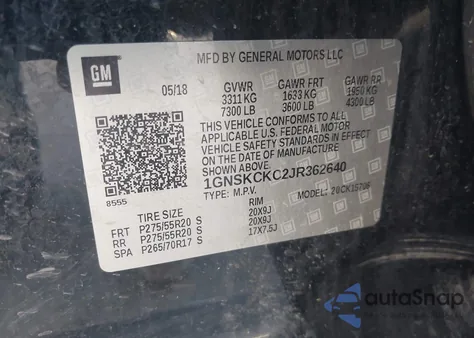 MFD BY GENERAL MOTORS LLC
GM
05/18 GVWR GAWR FRT GAWR RR
3311 KG 1633 KG 1950 KG
7300 LB 3600 LB 4300 LB
THIS VEHICLE CONFORMS TO ALL
APPLICABLE U.S. FEDERAL MOTOR
VEHICLE SAFETY STANDARDS IN EFFECT
ON THE DATE OF MANUFACTURE
SHOWN ABOVE.
1GNSKCKC2JR362640
8555
TYPE: M.P.V. MODEL:
TIRE SIZE RIM
FRT P275/55R20 S 20X9J
RR P275/55R20 S 20X9J
SPA P265/70R17 S 17X7.5J
autoSnap